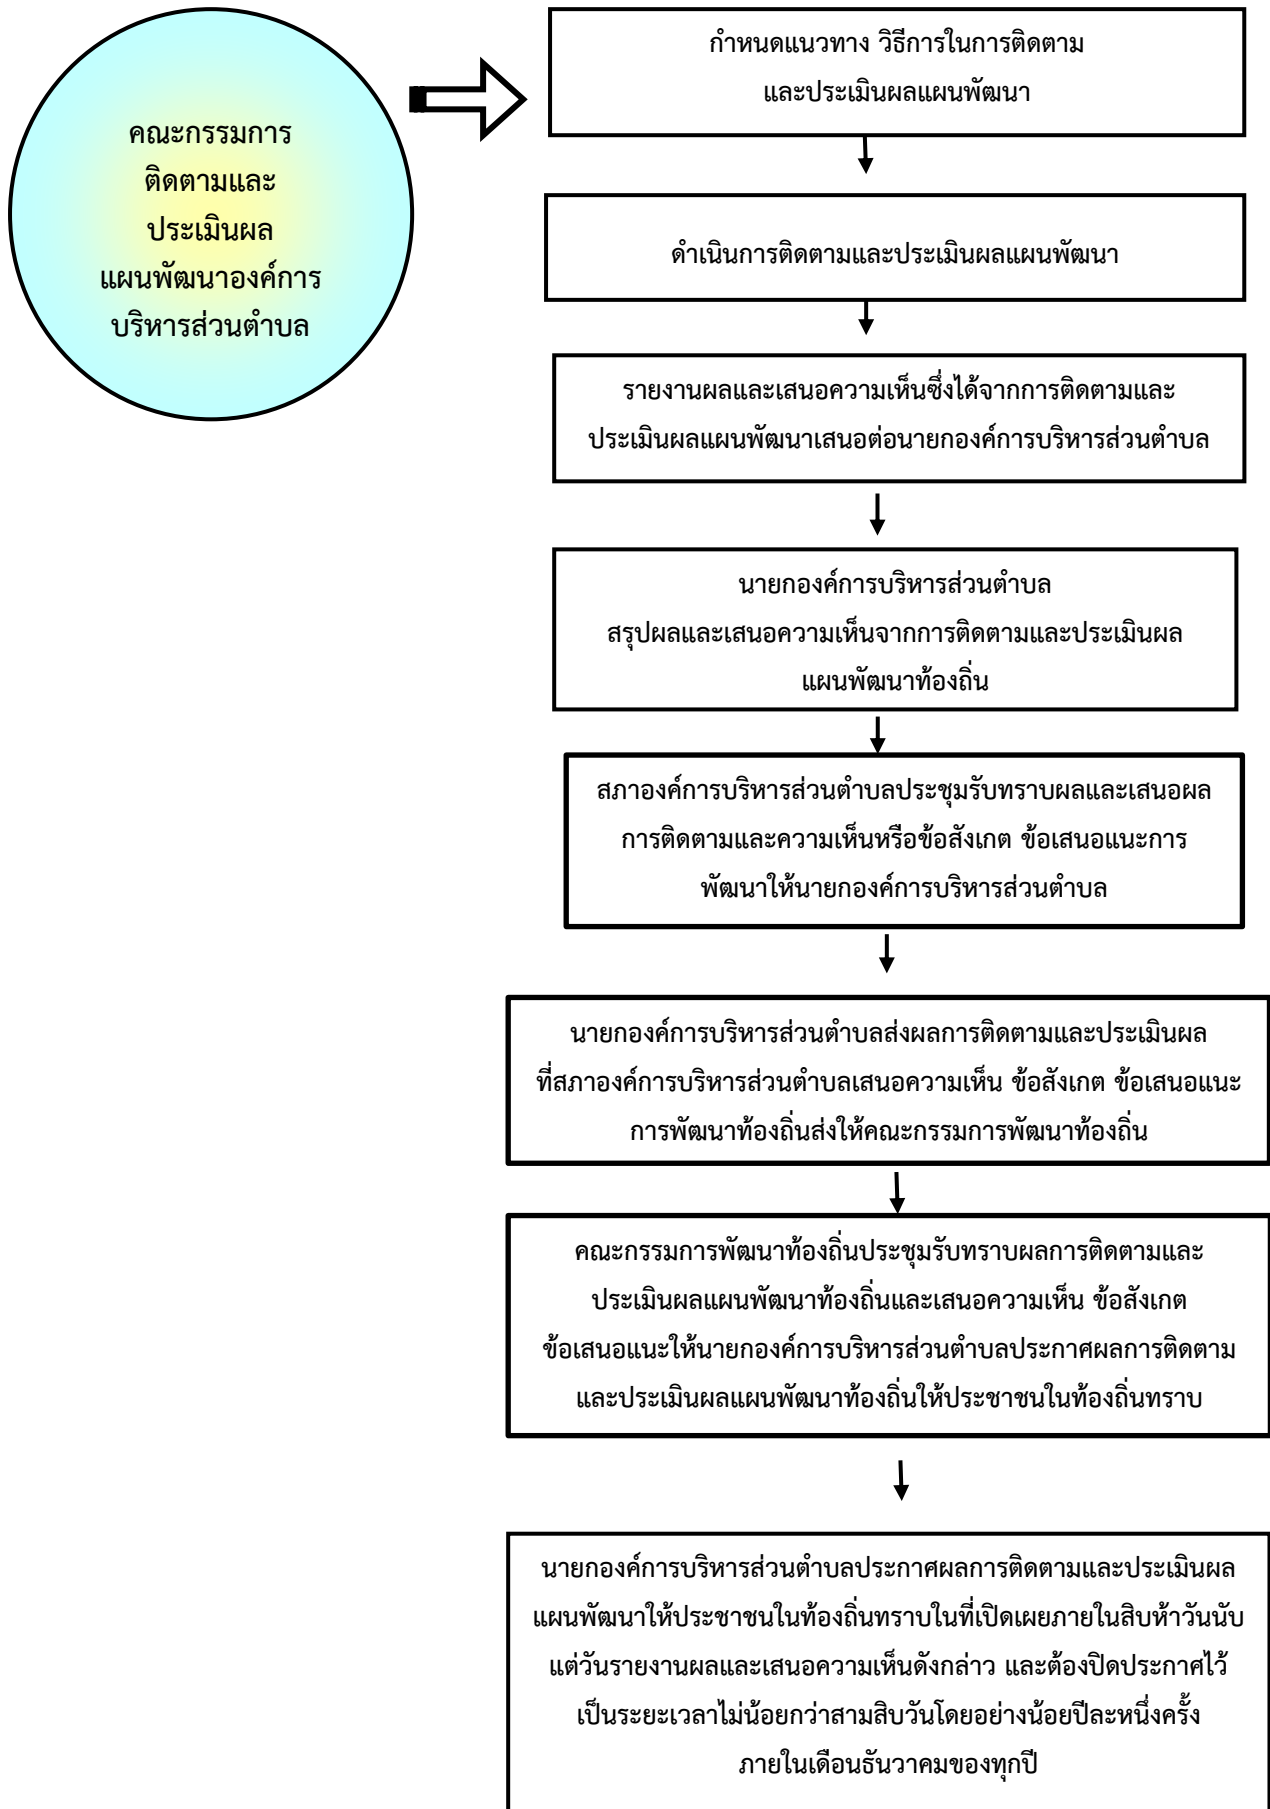 คณะกรรมการ
ติดตามและ
ประเมินผล
แผนพัฒนาองค์การ
บริหารส่วนตำบล
กำหนดแนวทาง วิธีการในการติดตาม
และประเมินผลแผนพัฒนา
ดำเนินการติดตามและประเมินผลแผนพัฒนา
รายงานผลและเสนอความเห็นซึ่งได้จากการติดตามและ
ประเมินผลแผนพัฒนาเสนอต่อนายกองค์การบริหารส่วนตำบล
นายกองค์การบริหารส่วนตำบล
สรุปผลและเสนอความเห็นจากการติดตามและประเมินผล
แผนพัฒนาท้องถิ่น
สภาองค์การบริหารส่วนตำบลประชุมรับทราบผลและเสนอผล
การติดตามและความเห็นหรือข้อสังเกต ข้อเสนอแนะการ
พัฒนาให้นายกองค์การบริหารส่วนตำบล
นายกองค์การบริหารส่วนตำบลส่งผลการติดตามและประเมินผล
ที่สภาองค์การบริหารส่วนตำบลเสนอความเห็น ข้อสังเกต ข้อเสนอแนะ
การพัฒนาท้องถิ่นส่งให้คณะกรรมการพัฒนาท้องถิ่น
คณะกรรมการพัฒนาท้องถิ่นประชุมรับทราบผลการติดตามและ
ประเมินผลแผนพัฒนาท้องถิ่นและเสนอความเห็น ข้อสังเกต
ข้อเสนอแนะให้นายกองค์การบริหารส่วนตำบลประกาศผลการติดตาม
และประเมินผลแผนพัฒนาท้องถิ่นให้ประชาชนในท้องถิ่นทราบ
นายกองค์การบริหารส่วนตำบลประกาศผลการติดตามและประเมินผล
แผนพัฒนาให้ประชาชนในท้องถิ่นทราบในที่เปิดเผยภายในสิบห้าวันนับ
แต่วันรายงานผลและเสนอความเห็นดังกล่าว และต้องปิดประกาศไว้
เป็นระยะเวลาไม่น้อยกว่าสามสิบวันโดยอย่างน้อยปีละหนึ่งครั้ง
ภายในเดือนธันวาคมของทุกปี